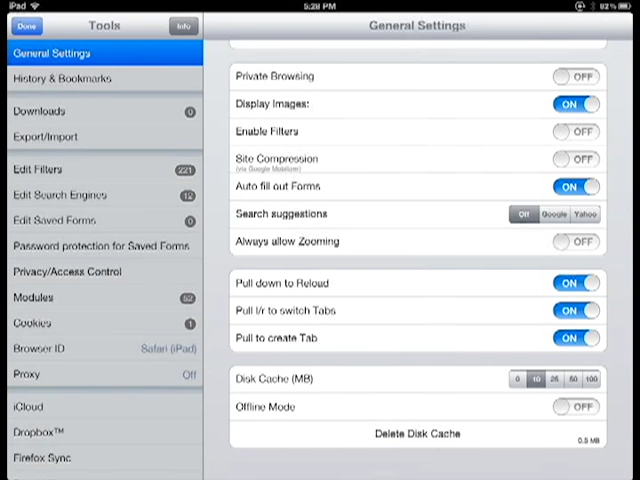 iPad 5:28 PM 92%
Done Tools Info General Settings
General Settings
History & Bookmarks
Downloads 0
Export/Import
Edit Filters 221
Edit Search Engines 12
Edit Saved Forms 0
Password protection for Saved Forms
Privacy/Access Control
Modules 52
Cookies 1
Browser ID Safari (iPad)
Proxy Off
iCloud
Dropbox™
Firefox Sync
Private Browsing OFF
Display Images: ON
Enable Filters OFF
Site Compression OFF
(via Google Mobilizer)
Auto fill out Forms ON
Search suggestions Off Google Yahoo
Always allow Zooming OFF
Pull down to Reload ON
Pull l/r to switch Tabs ON
Pull to create Tab ON
Disk Cache (MB) 0 10 25 50 100
Offline Mode OFF
Delete Disk Cache
0.5 MB